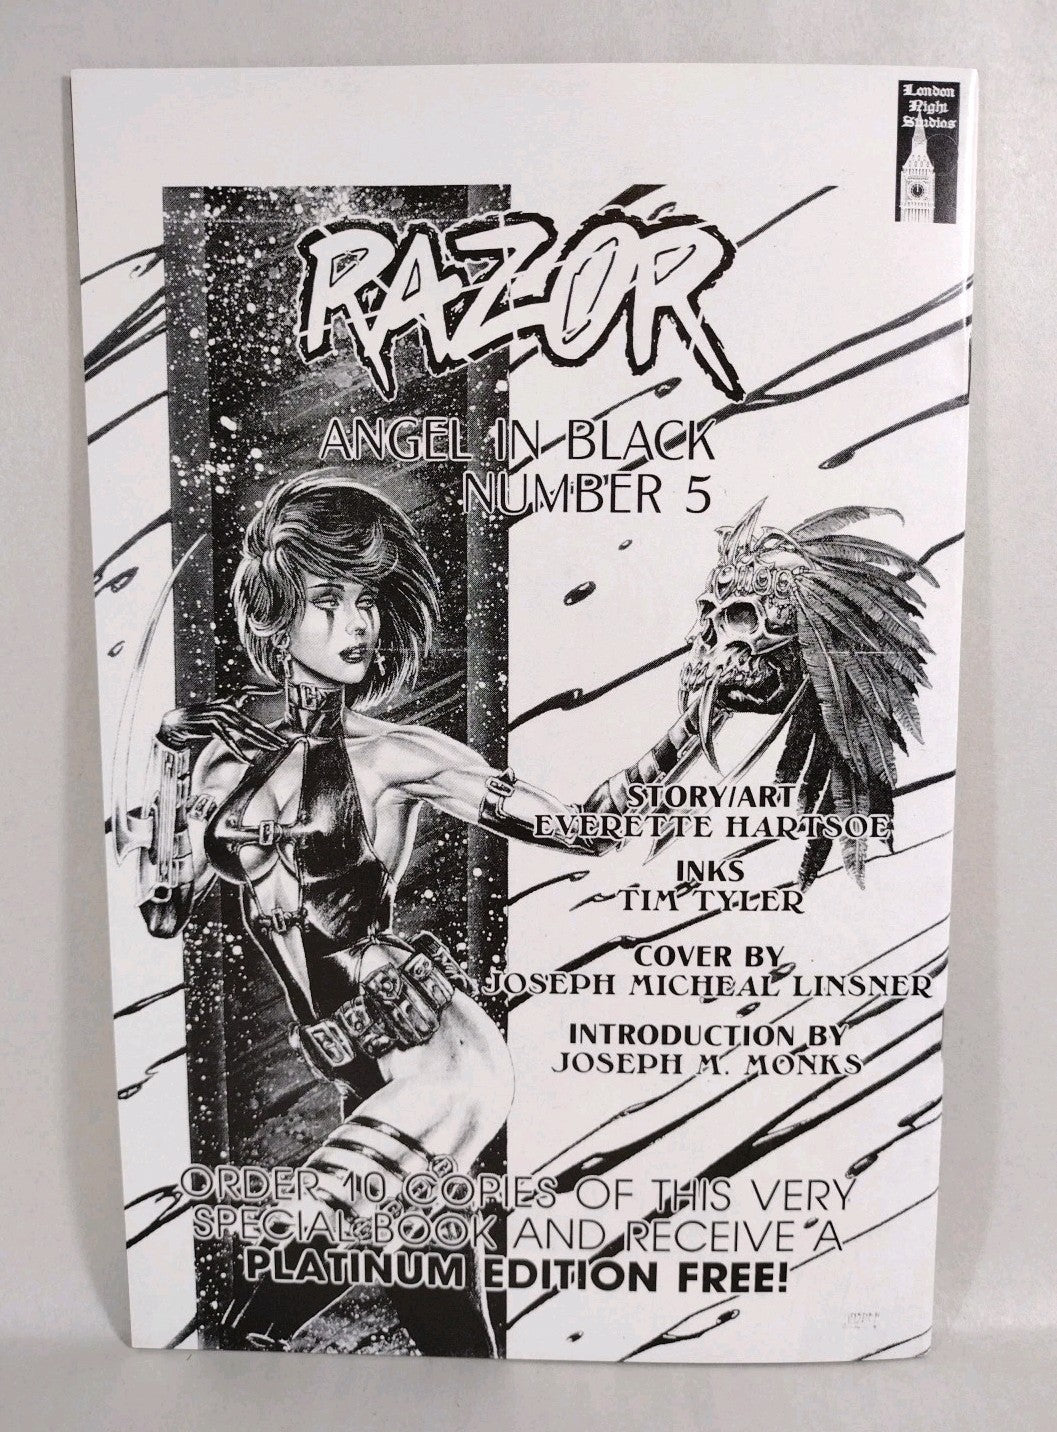 London
Night
Studios
RAZOR
ANGEL IN BLACK
NUMBER 5
STORY/ART
EVERETTE HARTSOE
INKS
TIM TYLER
COVER BY
JOSEPH MICHEAL LINSNER
INTRODUCTION BY
JOSEPH M. MONKS
ORDER 10 COPIES OF THIS VERY
SPECIAL BOOK AND RECEIVE A
PLATINUM EDITION FREE!